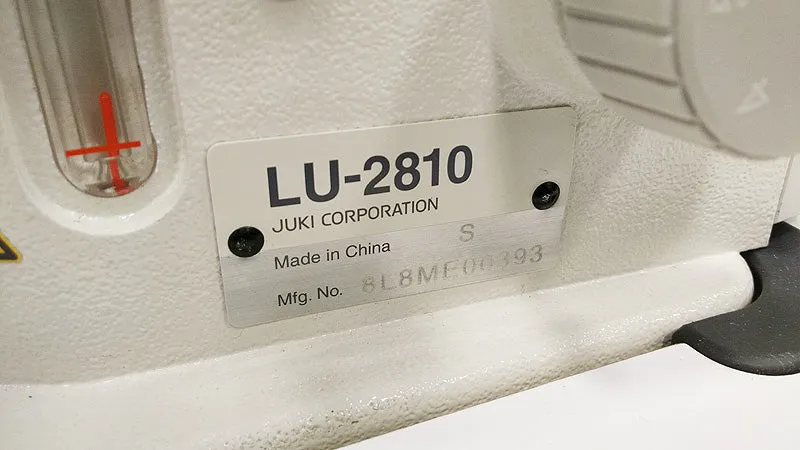 LU-2810
JUKI CORPORATION
S
Made in China
Mfg. No. 8L8ME00393